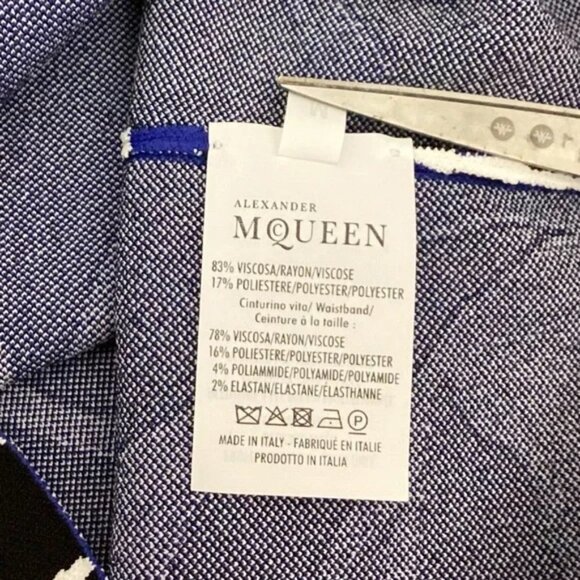 ALEXANDER
McQUEEN
83% VISCOSA/RAYON/VISCOSE
17% POLIESTERE/POLYESTER/POLYESTER
Cinturino vita/ Waistband/
Ceinture à la taille :
78% VISCOSA/RAYON/VISCOSE
16% POLIESTERE/POLYESTER/POLYESTER
4% POLIAMMIDE/POLYAMIDE/POLYAMIDE
2% ELASTAN/ELASTANE/ÉLASTHANNE
P
MADE IN ITALY - FABRIQUÉ EN ITALIE
PRODOTTO IN ITALIA